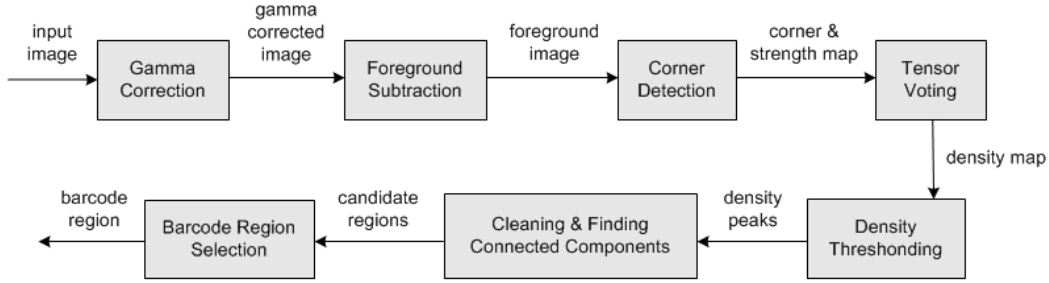 input
image
Gamma
Correction
gamma
corrected
image
Foreground
Subtraction
foreground
image
Corner
Detection
corner &
strength map
Tensor
Voting
density map
Density
Threshonding
density
peaks
Cleaning & Finding
Connected Components
candidate
regions
Barcode Region
Selection
barcode
region